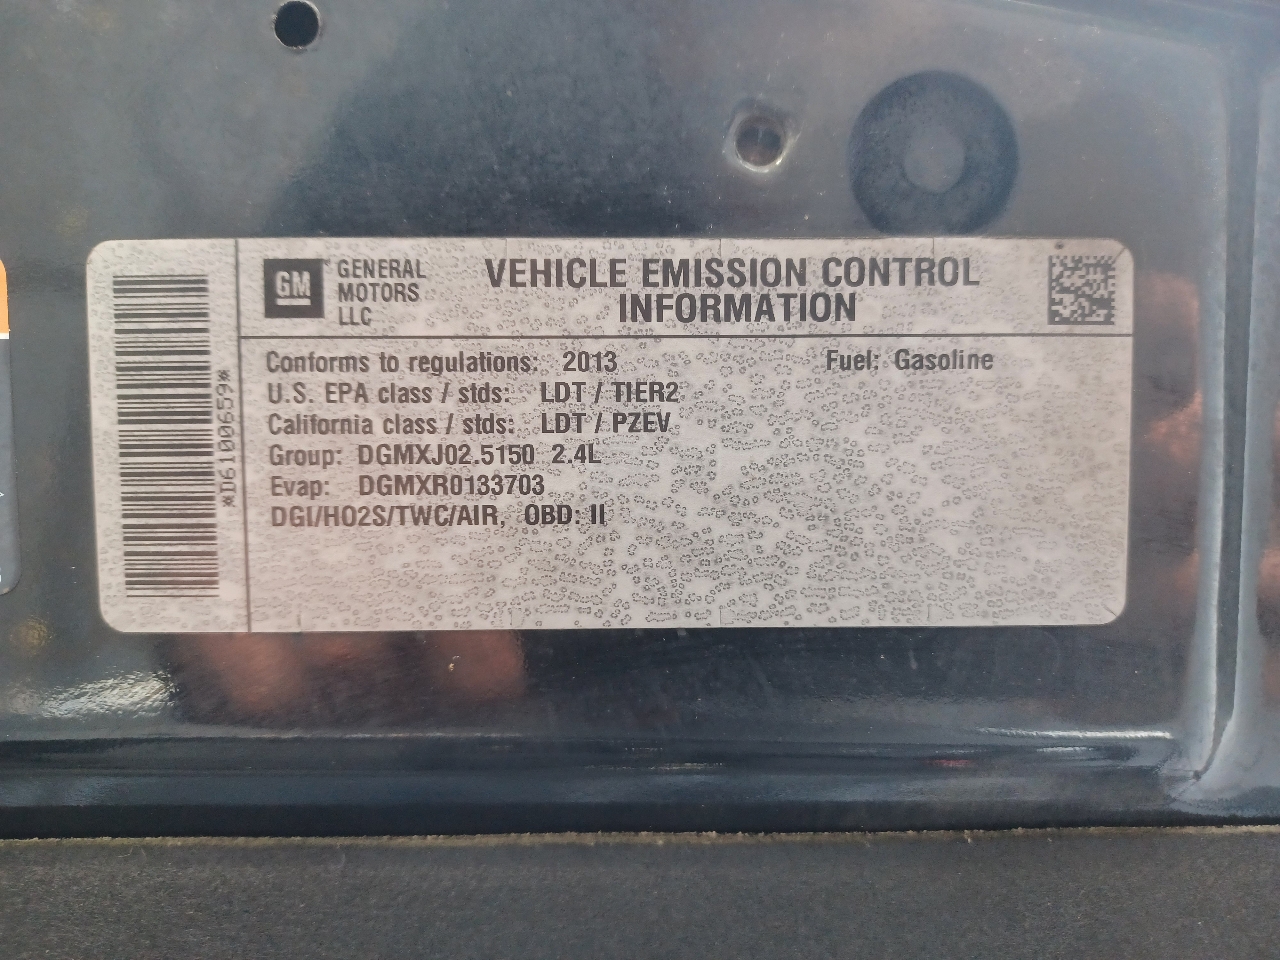 GM GENERAL MOTORS LLC
VEHICLE EMISSION CONTROL
INFORMATION
Conforms to regulations: 2013 Fuel: Gasoline
U.S. EPA class / stds: LDT / TIER2
California class / stds: LDT / PZEV
Group: DGMXJ02.5150 2.4L
Evap: DGMXR0133703
DGI/HO2S/TWC/AIR, OBD: II
*D6100659*